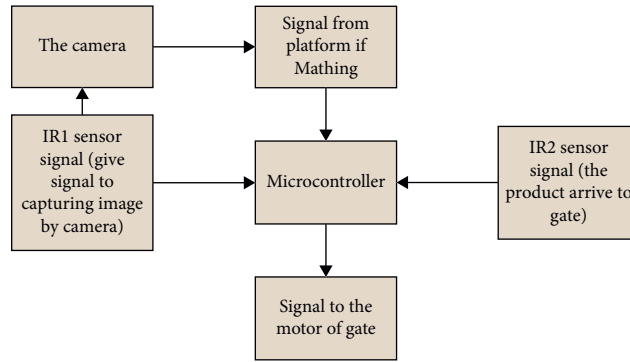 The camera
Signal from
platform if
Mathing
IR1 sensor
signal (give
signal to
capturing image
by camera)
Microcontroller
IR2 sensor
signal (the
product arrive to
gate)
Signal to the
motor of gate